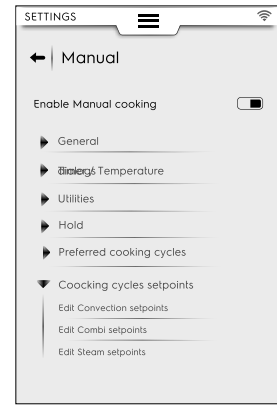 SETTINGS
Manual
Enable Manual cooking
General
Temperature
Utilities
Hold
Preferred cooking cycles
Coocking cycles setpoints
Edit Convection setpoints
Edit Combi setpoints
Edit Steam setpoints